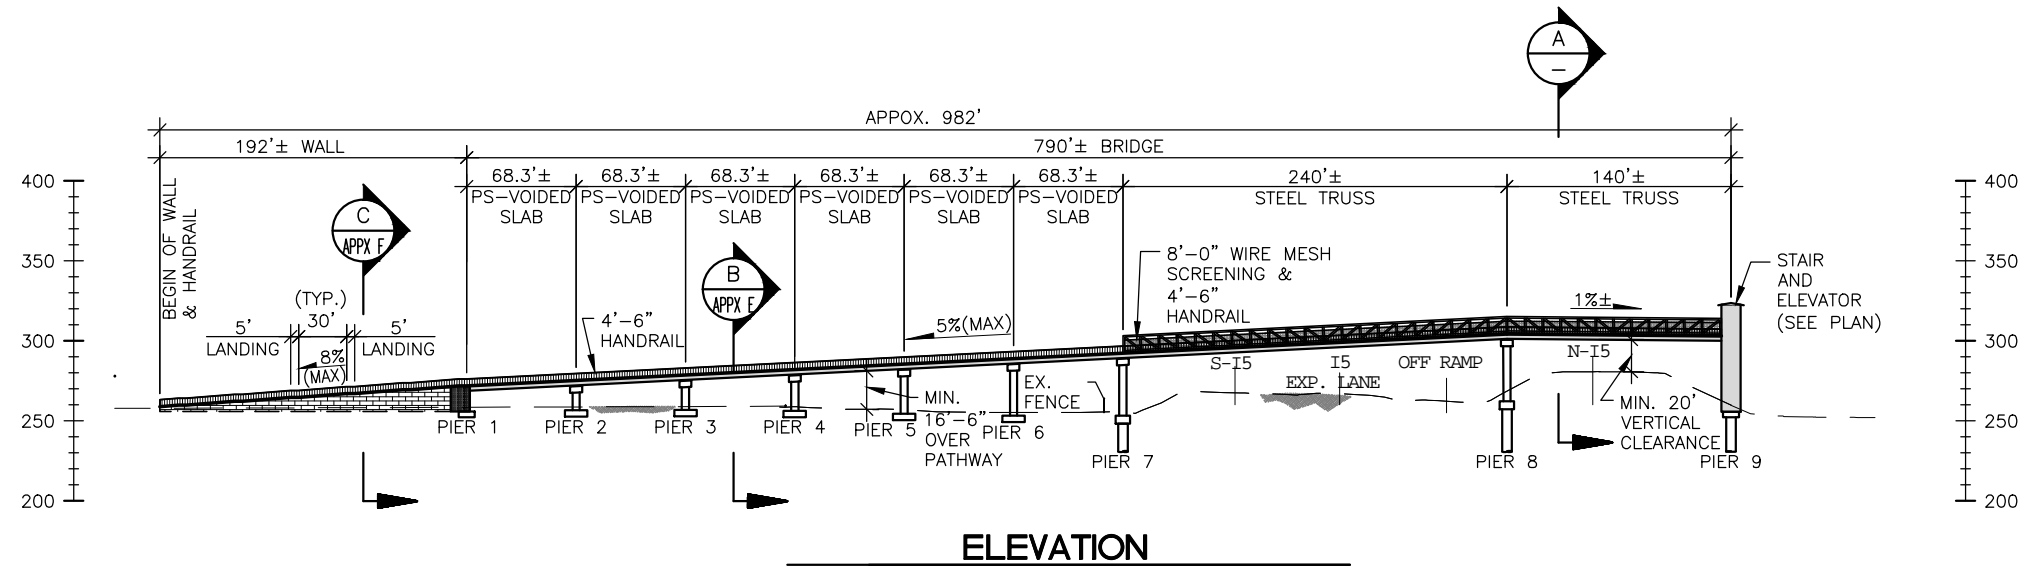 A
–
APPOX. 982'
192'± WALL
790'± BRIDGE
68.3'±
PS-VOIDED
SLAB
68.3'±
PS-VOIDED
SLAB
68.3'±
PS-VOIDED
SLAB
68.3'±
PS-VOIDED
SLAB
68.3'±
PS-VOIDED
SLAB
68.3'±
PS-VOIDED
SLAB
240'±
STEEL TRUSS
140'±
STEEL TRUSS
400
350
300
250
200
BEGIN OF WALL
& HANDRAIL
C
APPX F
B
APPX E
(TYP.)
30'
5'
LANDING
5'
LANDING
8%
(MAX)
4'-6"
HANDRAIL
5%(MAX)
8'-0" WIRE MESH
SCREENING &
4'-6"
HANDRAIL
1%±
STAIR
AND
ELEVATOR
(SEE PLAN)
S-I5
I5
OFF RAMP
N-I5
EXP. LANE
EX.
FENCE
MIN.
16'-6"
OVER
PATHWAY
MIN. 20'
VERTICAL
CLEARANCE
PIER 1
PIER 2
PIER 3
PIER 4
PIER 5
PIER 6
PIER 7
PIER 8
PIER 9
400
350
300
250
200
ELEVATION